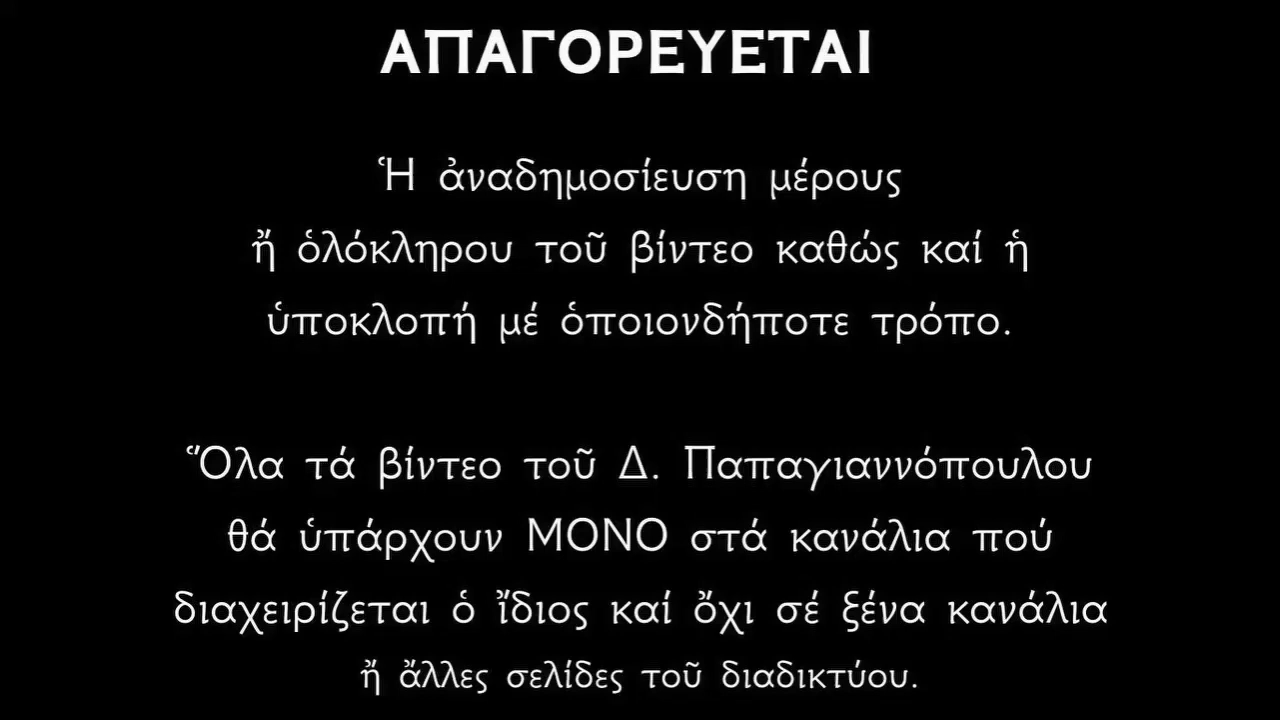 ΑΠΑΓΟΡΕΥΕΤΑΙ
Ἡ ἀναδημοσίευση μέρους
ἤ ὁλόκληρου τοῦ βίντεο καθώς καί ἡ
ὑποκλοπή μέ ὁποιονδήποτε τρόπο.
Ὅλα τά βίντεο τοῦ Δ. Παπαγιαννόπουλου
θά ὑπάρχουν ΜΟΝΟ στά κανάλια πού
διαχειρίζεται ὁ ἴδιος καί ὄχι σέ ξένα κανάλια
ἤ ἄλλες σελίδες τοῦ διαδικτύου.